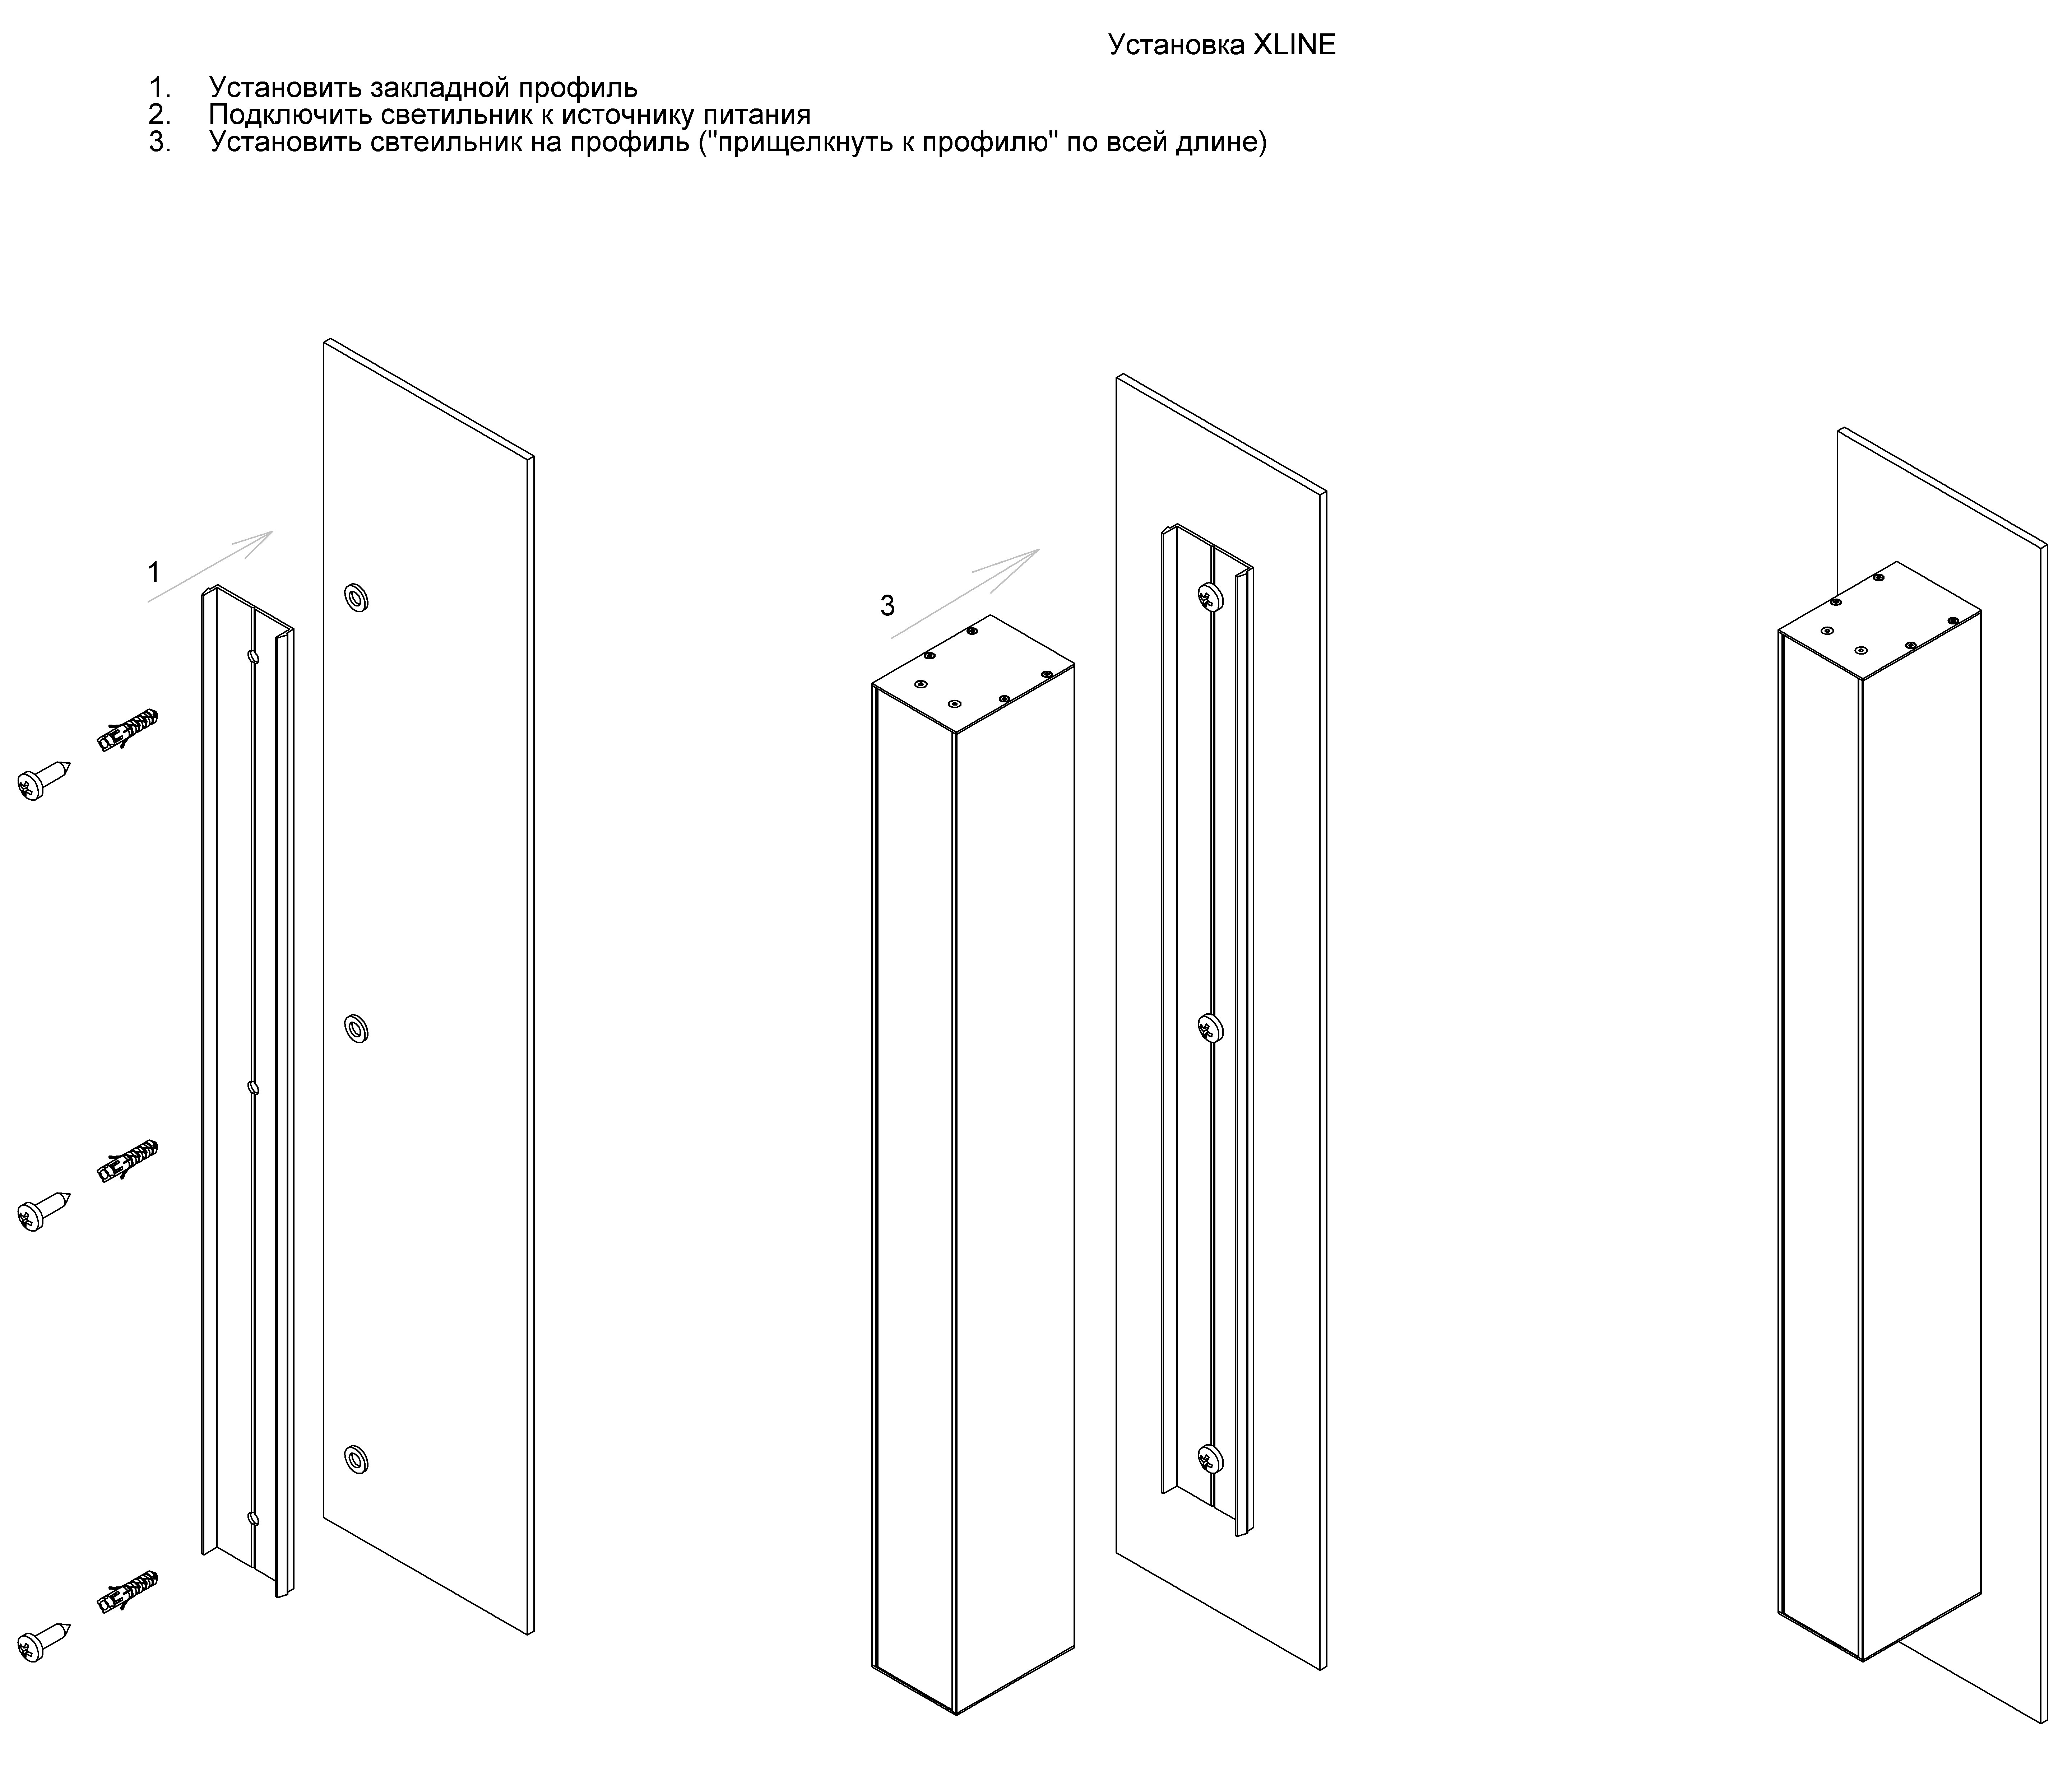 Установка XLINE
1. Установить закладной профиль
2. Подключить светильник к источнику питания
3. Установить свтеильник на профиль ("прищелкнуть к профилю" по всей длине)
1
3